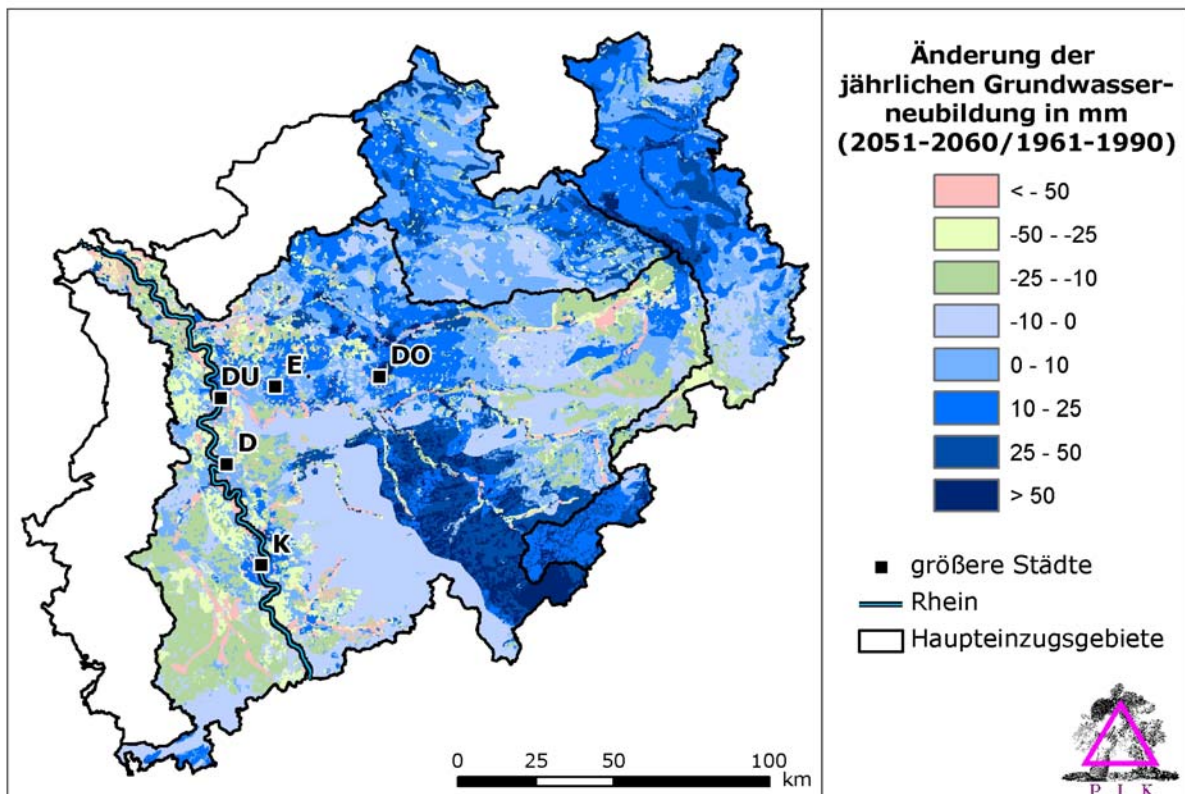 Änderung der
jährlichen Grundwasser-
neubildung in mm
(2051-2060/1961-1990)
< - 50
-50 - -25
-25 - -10
-10 - 0
0 - 10
10 - 25
25 - 50
> 50
größere Städte
Rhein
Haupteinzugsgebiete
DO
E
DU
D
K
0 25 50 100
km
P I K